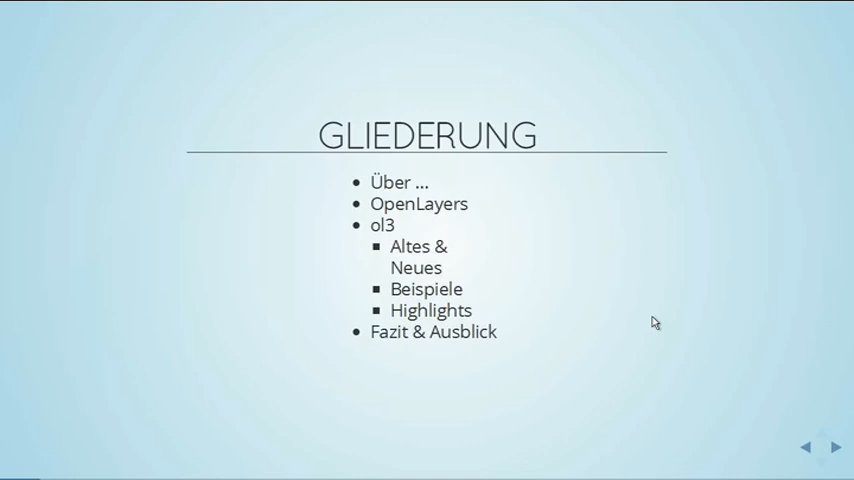 GLIEDERUNG
Über ...
OpenLayers
ol3
Altes &
Neues
Beispiele
Highlights
Fazit & Ausblick